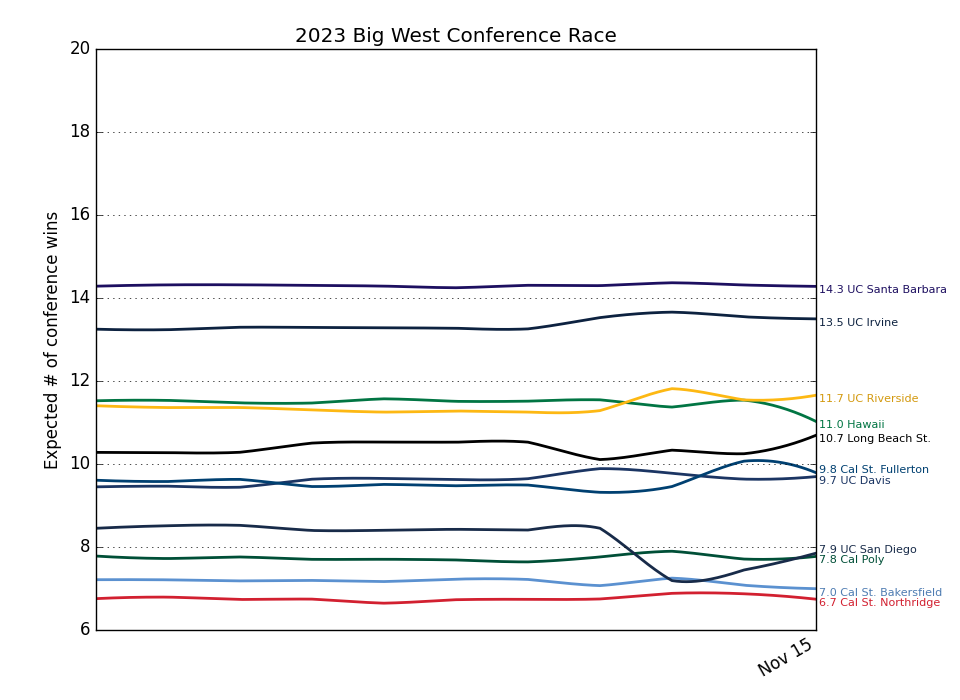 2023 Big West Conference Race
Expected # of conference wins
20
18
16
14
12
10
8
6
14.3 UC Santa Barbara
13.5 UC Irvine
11.7 UC Riverside
11.0 Hawaii
10.7 Long Beach St.
9.8 Cal St. Fullerton
9.7 UC Davis
7.9 UC San Diego
7.8 Cal Poly
7.0 Cal St. Bakersfield
6.7 Cal St. Northridge
Nov 15